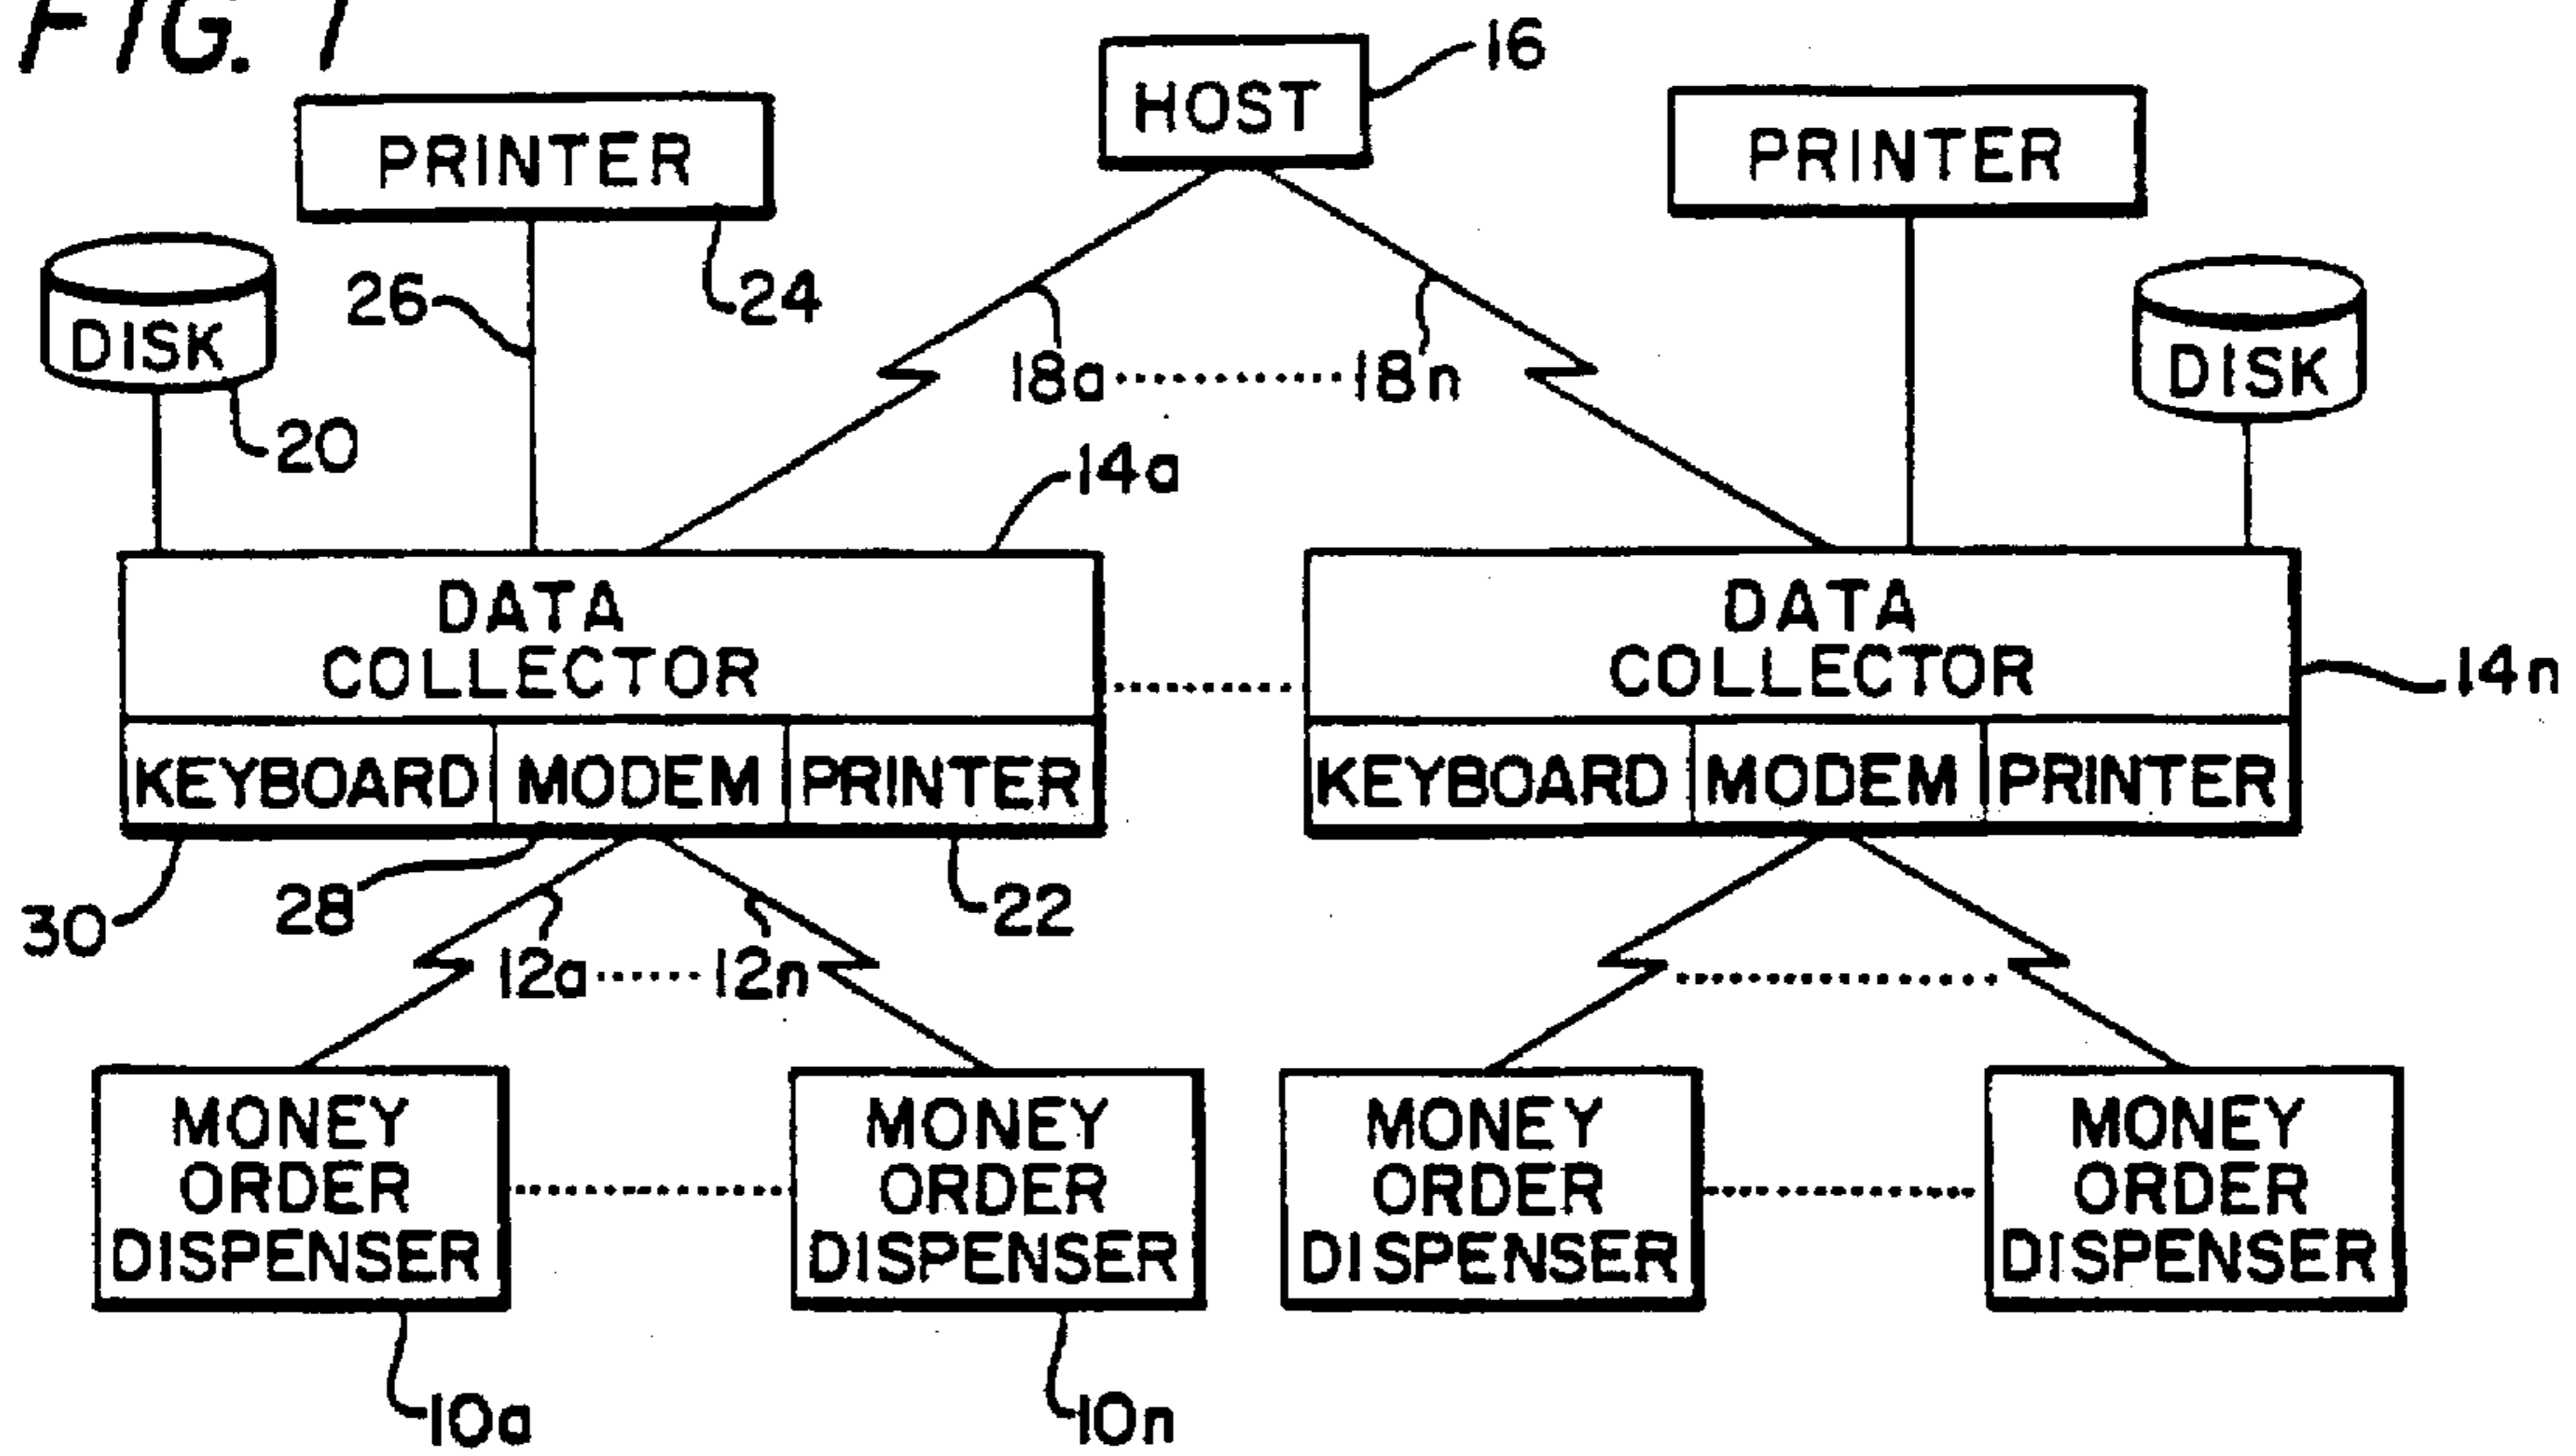 FIG. 1
HOST
16
PRINTER
PRINTER
24
26
DISK
20
DISK
18a
18n
14a
DATA
COLLECTOR
KEYBOARD
MODEM
PRINTER
DATA
COLLECTOR
KEYBOARD
MODEM
PRINTER
14n
30
28
22
12a
12n
MONEY
ORDER
DISPENSER
MONEY
ORDER
DISPENSER
MONEY
ORDER
DISPENSER
MONEY
ORDER
DISPENSER
10a
10n